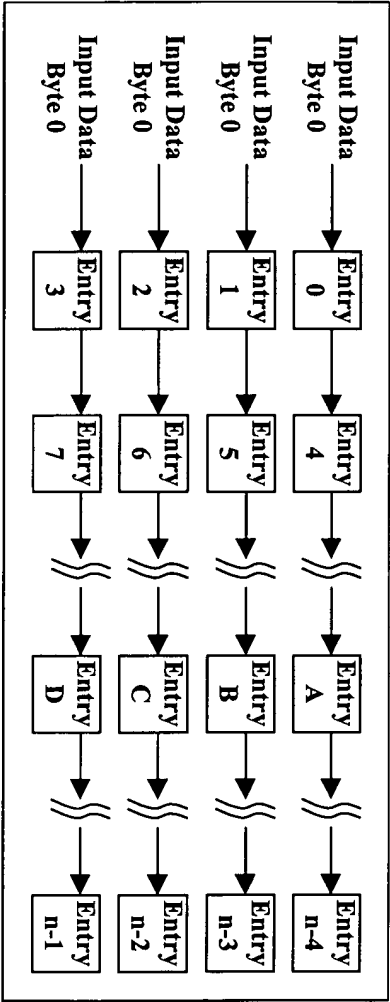 Input Data
Byte 0
Entry
0
Entry
4
Entry
A
Entry
n-4
Input Data
Byte 0
Entry
1
Entry
5
Entry
B
Entry
n-3
Input Data
Byte 0
Entry
2
Entry
6
Entry
C
Entry
n-2
Input Data
Byte 0
Entry
3
Entry
7
Entry
D
Entry
n-1